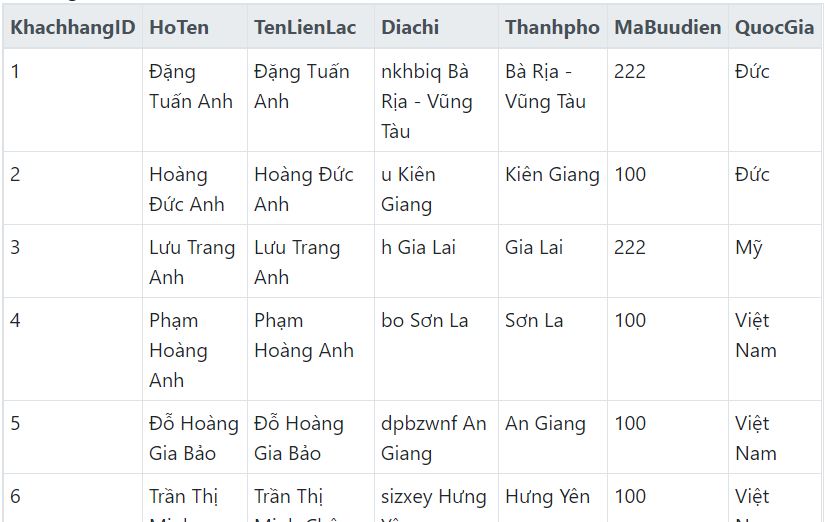 KhachhangID HoTen TenLienLac Diachi Thanhpho MaBuudien QuocGia
1 Đặng Đặng Tuấn nkhbiq Bà Bà Rịa - 222 Đức
Tuấn Anh Anh Rịa - Vũng Vũng Tàu
Tàu
2 Hoàng Hoàng Đức u Kiên Kiên Giang 100 Đức
Đức Anh Anh Giang
3 Lưu Trang Lưu Trang h Gia Lai Gia Lai 222 Mỹ
Anh Anh
4 Phạm Phạm bo Sơn La Sơn La 100 Việt
Hoàng Hoàng Anh Nam
Anh
5 Đỗ Hoàng Đỗ Hoàng dpbzwnf An An Giang 100 Việt
Gia Bảo Gia Bảo Giang Nam
6 Trần Thị Trần Thị sizxey Hưng Hưng Yên 100 Việt